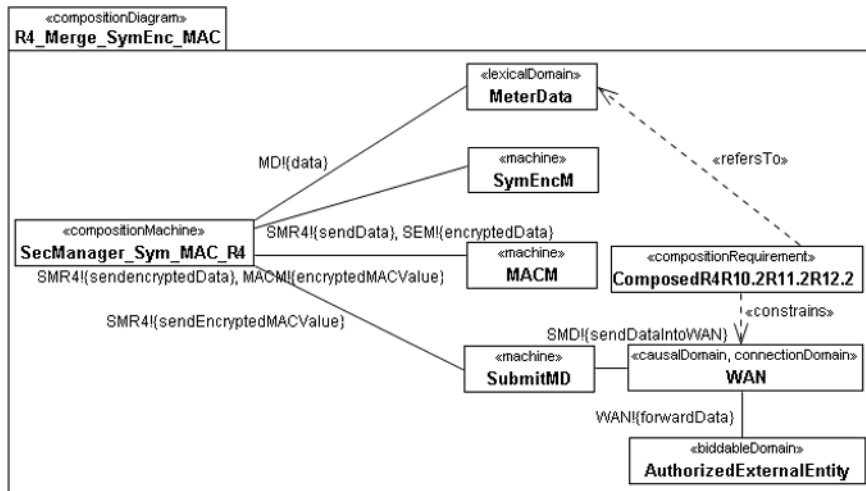 «compositionDiagram»
R4_Merge_SymEnc_MAC
«lexicalDomain»
MeterData
«refersTo»
MD!{data}
«machine»
SymEncM
«compositionMachine»
SecManager_Sym_MAC_R4
SMR4!{sendData}, SEM!{encryptedData}
«machine»
MACM
«compositionRequirement»
ComposedR4R10.2R11.2R12.2
SMR4!{sendencryptedData}, MACM!{encryptedMACValue}
«constrains»
SMR4!{sendEncryptedMACValue}
SMD!{sendDataIntoWAN}
«machine»
SubmitMD
«causalDomain, connectionDomain»
WAN
WAN!{forwardData}
«biddableDomain»
AuthorizedExternalEntity